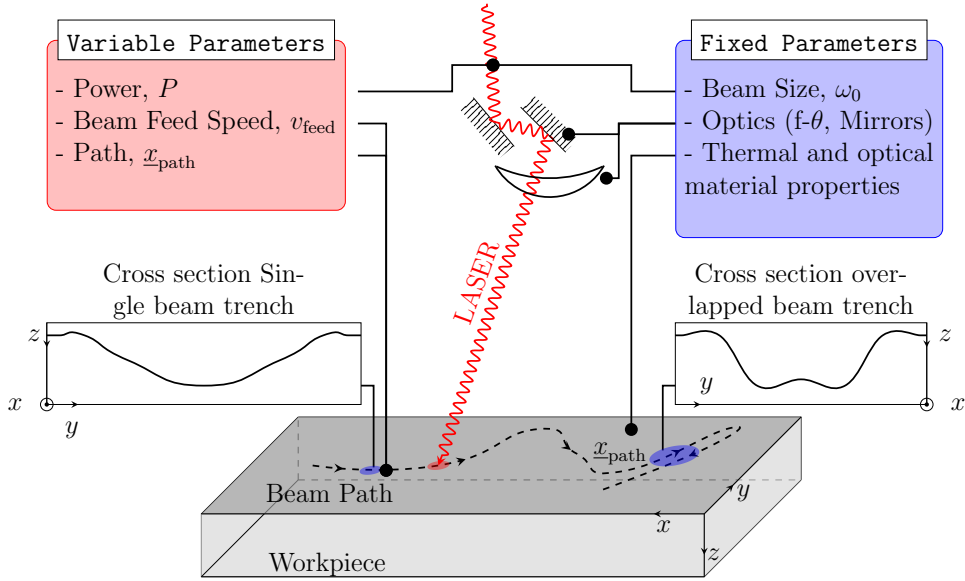 Variable Parameters
- Power, P
- Beam Feed Speed, v_feed
- Path, x_path
Fixed Parameters
- Beam Size, ω₀
- Optics (f-θ, Mirrors)
- Thermal and optical
material properties
LASER
Cross section Sin-
gle beam trench
z
x
y
Cross section over-
lapped beam trench
z
y
x
x_path
Beam Path
y
x
z
Workpiece